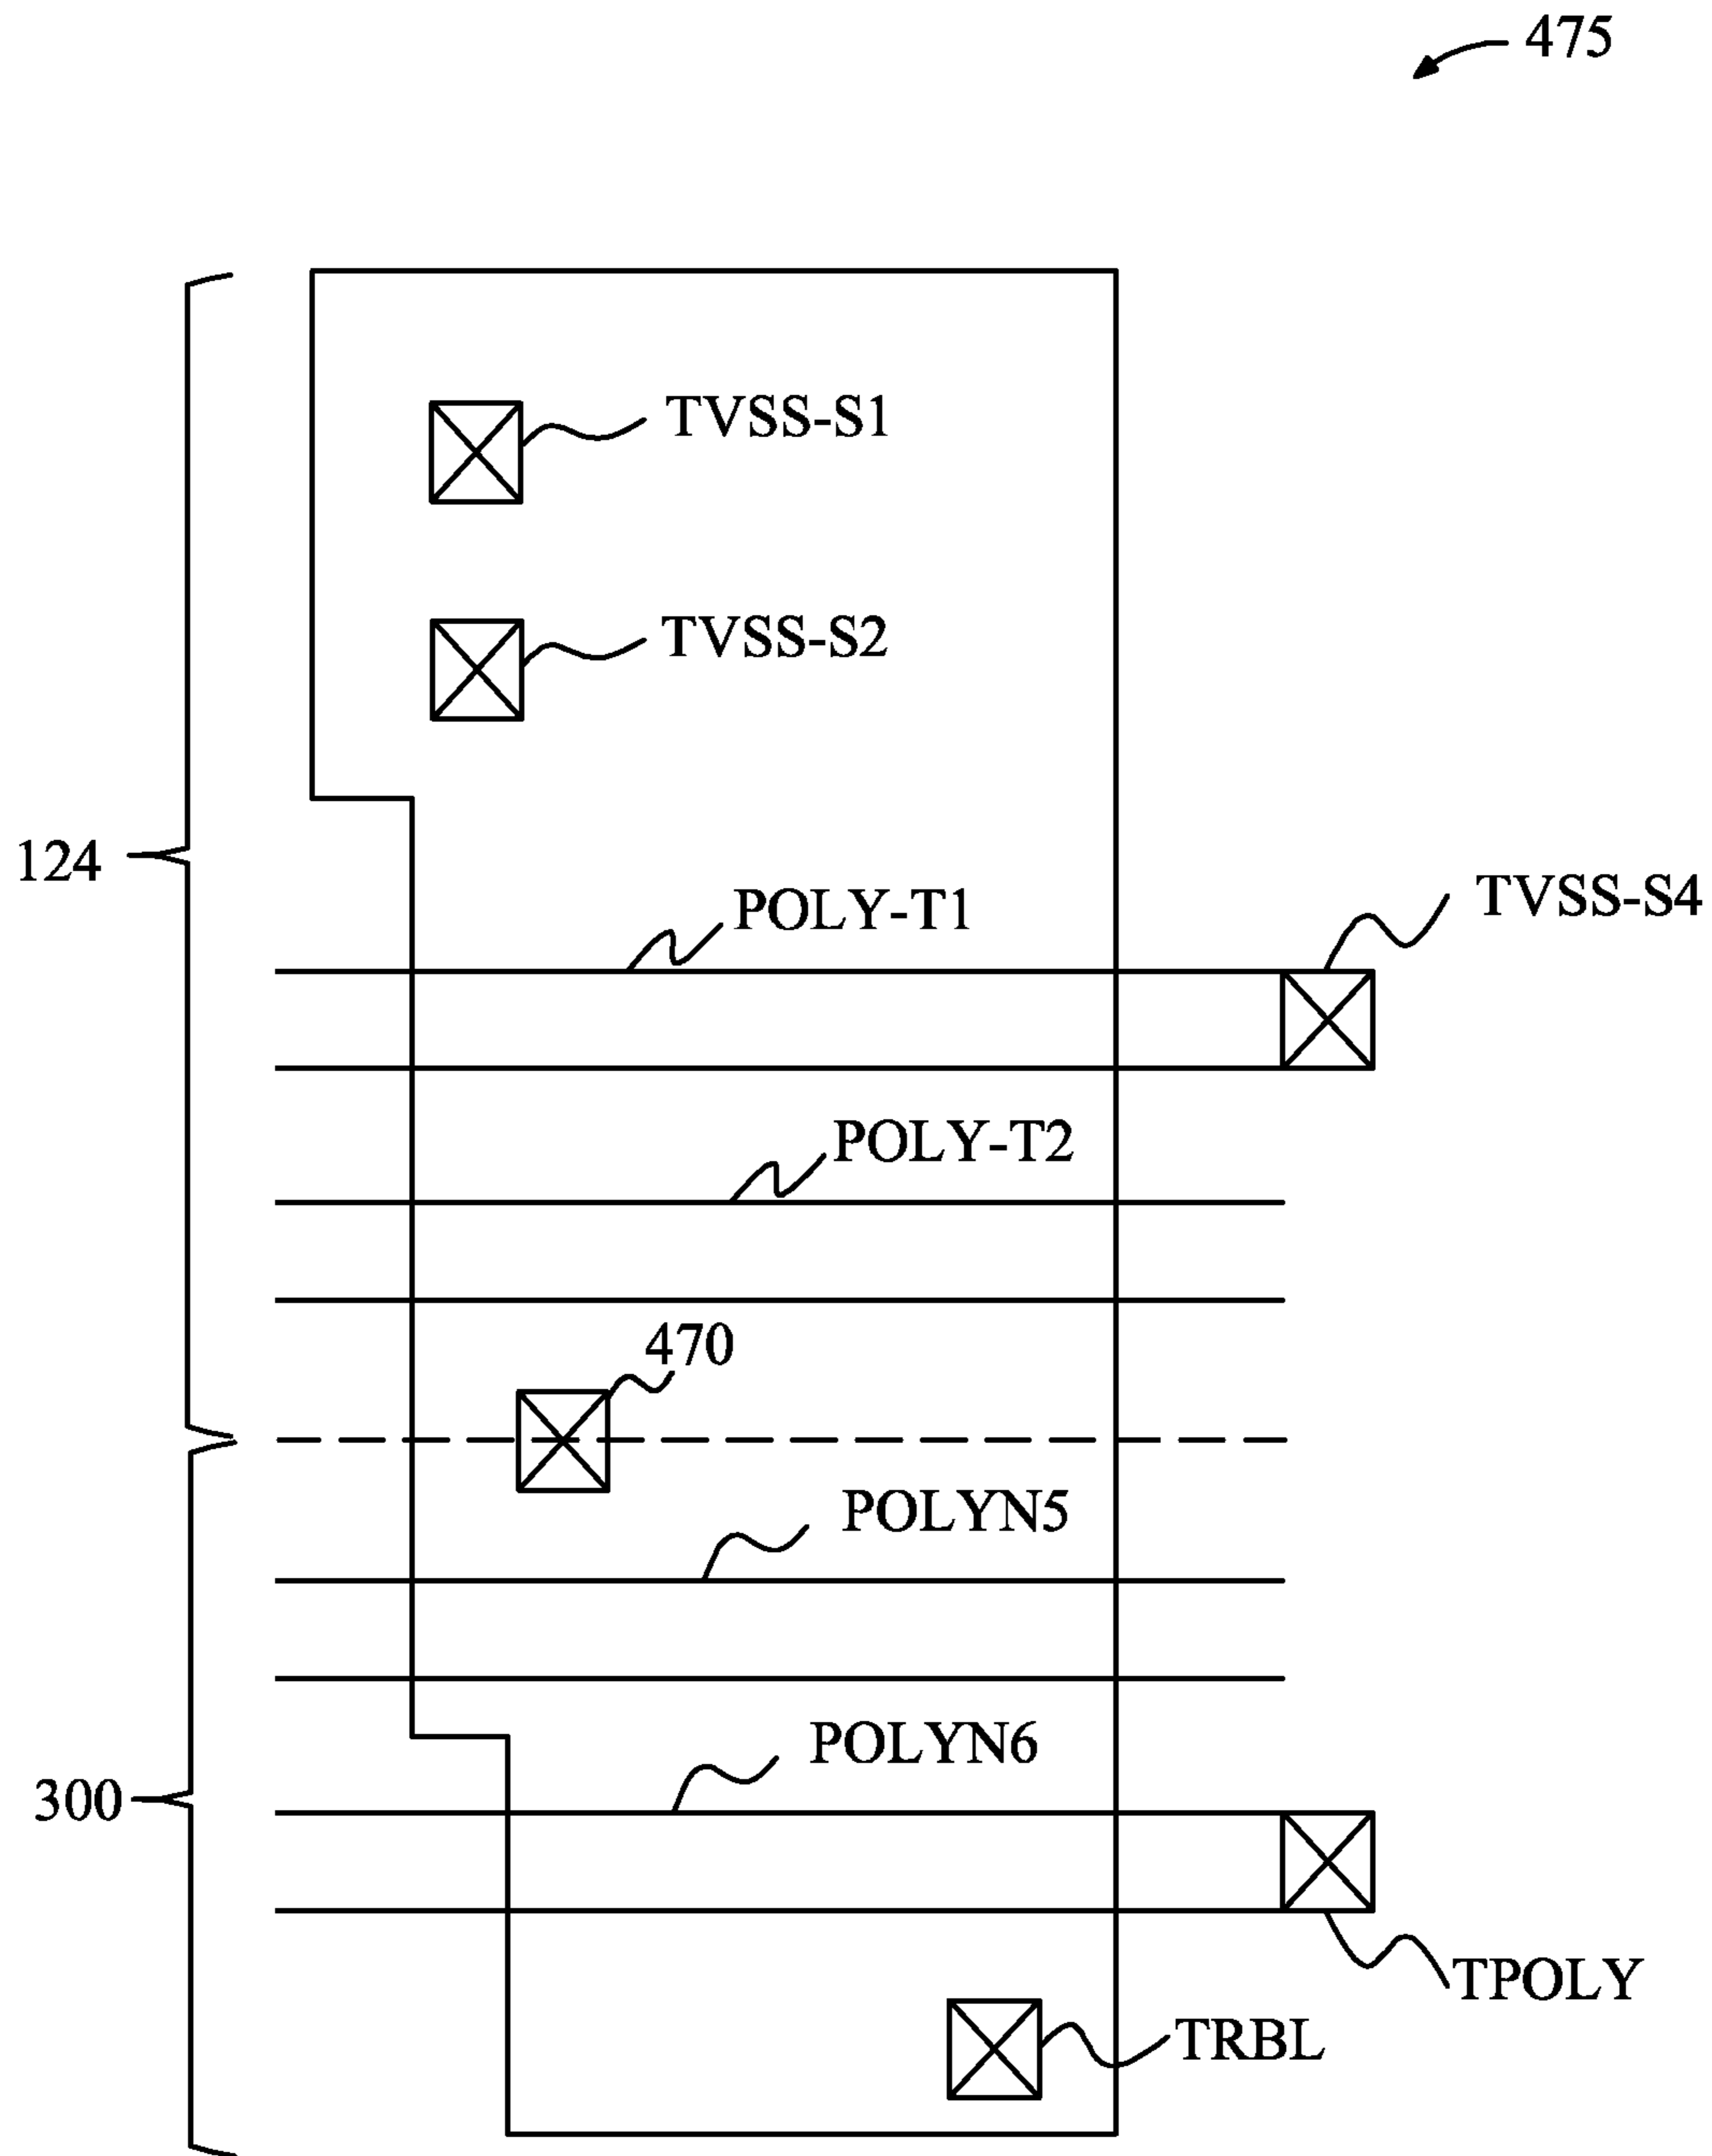 475
TVSS-S1
TVSS-S2
124
POLY-T1
TVSS-S4
POLY-T2
470
POLYN5
POLYN6
300
TPOLY
TRBL